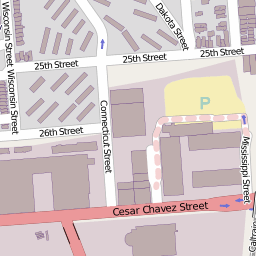 Wisconsin Street
Wisconsin Street
Dakota Street
25th Street
25th Street
Connecticut Street
P
26th Street
Mississippi Street
Cesar Chavez Street